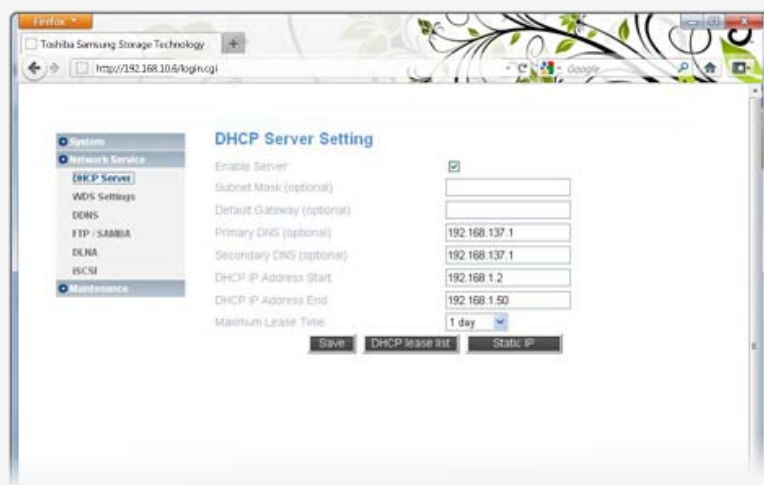 Firefox
Toshiba Samsung Storage Technology
http://192.168.10.6/login.cgi
Google
System
Network Service
DHCP Server
WDS Settings
DDNS
FTP / SAMBA
DLNA
ISCSI
Maintenance
DHCP Server Setting
Enable Server
Subnet Mask (optional)
Default Gateway (optional)
Primary DNS (optional) 192.168.137.1
Secondary DNS (optional) 192.168.137.1
DHCP IP Address Start 192.168.1.2
DHCP IP Address End 192.168.1.50
Maximum Lease Time 1 day
Save DHCP lease list Static IP